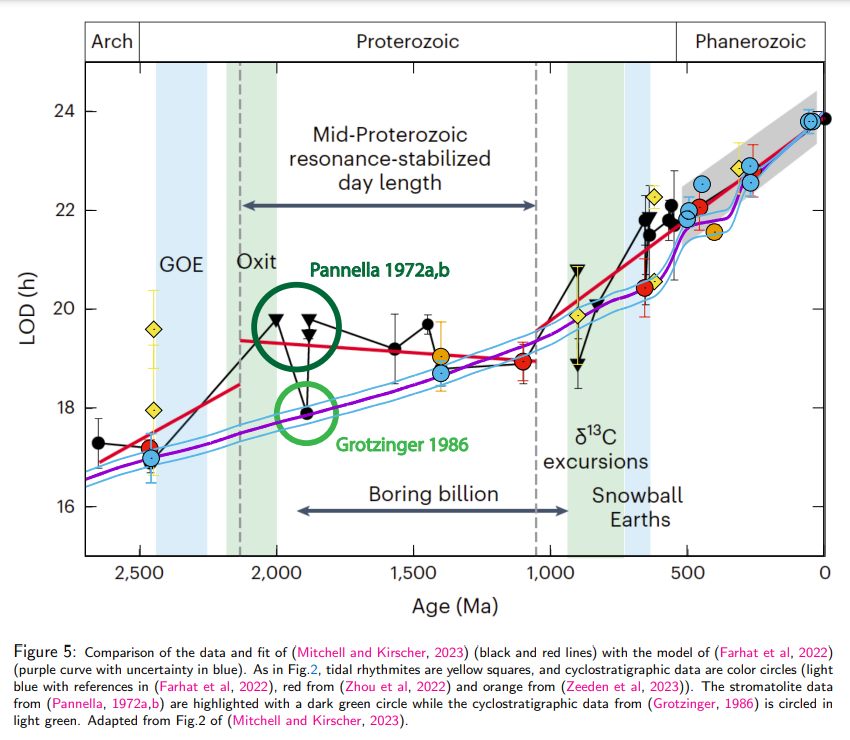 Arch Proterozoic Phanerozoic
24
Mid-Proterozoic
resonance-stabilized
day length
22
GOE Oxit
Pannella 1972a,b
LOD (h)
20
18
Grotzinger 1986
δ¹³C
excursions
Boring billion
Snowball
Earths
16
2,500 2,000 1,500 1,000 500 0
Age (Ma)
Figure 5: Comparison of the data and fit of (Mitchell and Kirscher, 2023) (black and red lines) with the model of (Farhat et al, 2022)
(purple curve with uncertainty in blue). As in Fig.2, tidal rhythmites are yellow squares, and cyclostratigraphic data are color circles (light
blue with references in (Farhat et al, 2022), red from (Zhou et al, 2022) and orange from (Zeeden et al, 2023)). The stromatolite data
from (Pannella, 1972a,b) are highlighted with a dark green circle while the cyclostratigraphic data from (Grotzinger, 1986) is circled in
light green. Adapted from Fig.2 of (Mitchell and Kirscher, 2023).